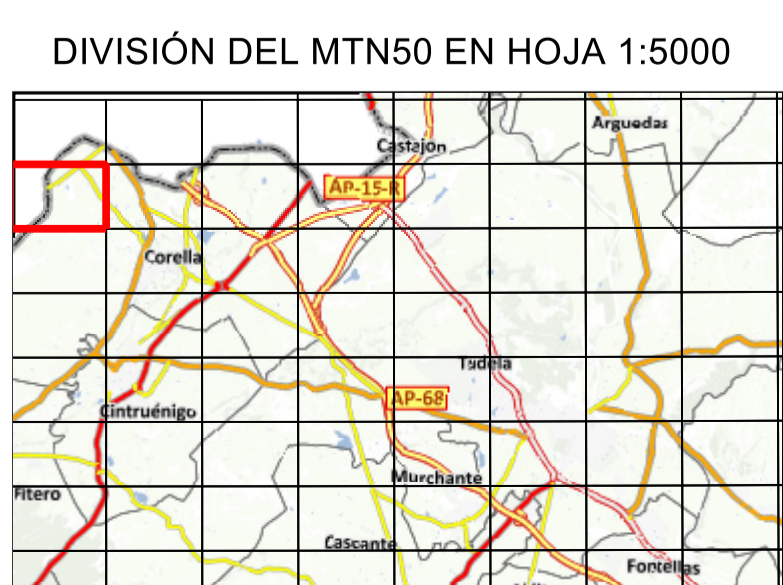 DIVISIÓN DEL MTN50 EN HOJA 1:5000
Arguedas
Castejón
AP-15-R
Corella
Tudela
AP-68
Cintruénigo
Murchante
Fitero
Cascante
Fontellas